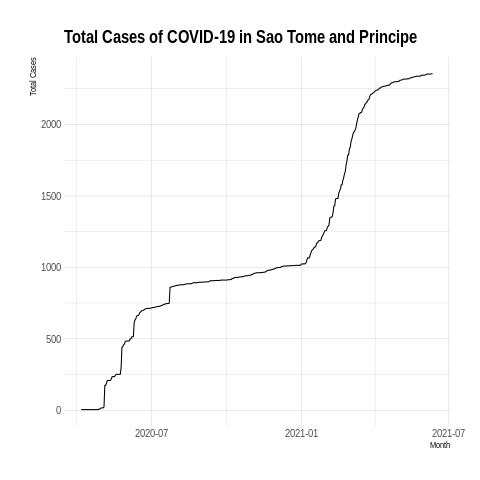 Total Cases of COVID-19 in Sao Tome and Principe
Total Cases
2000
1500
1000
500
0
2020-07 2021-01 2021-07
Month